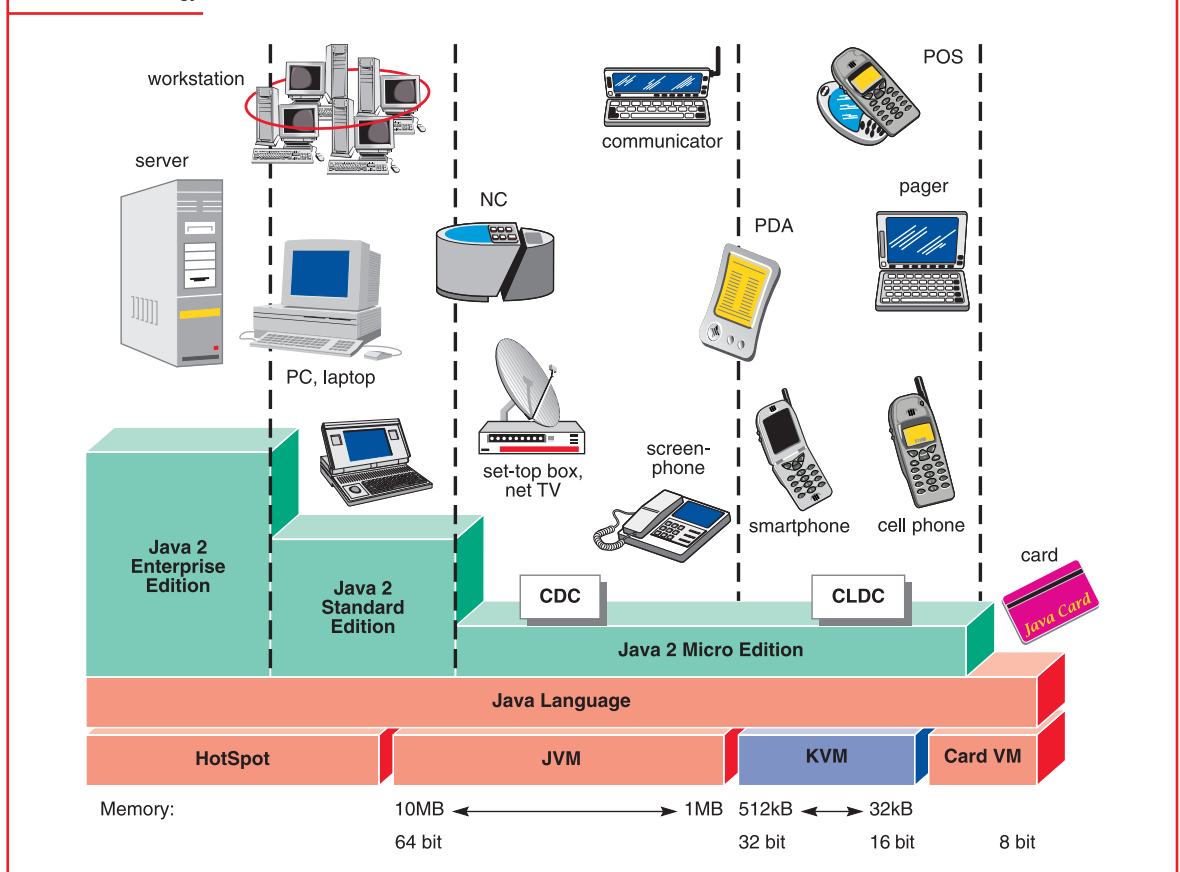 workstation
POS
communicator
server
pager
NC
PDA
PC, laptop
screen-
phone
set-top box,
net TV
smartphone
cell phone
Java 2
Enterprise
Edition
Java 2
Standard
Edition
CDC
CLDC
card
Java Card
Java 2 Micro Edition
Java Language
HotSpot
JVM
KVM
Card VM
Memory:
10MB
1MB
512kB
32kB
64 bit
32 bit
16 bit
8 bit